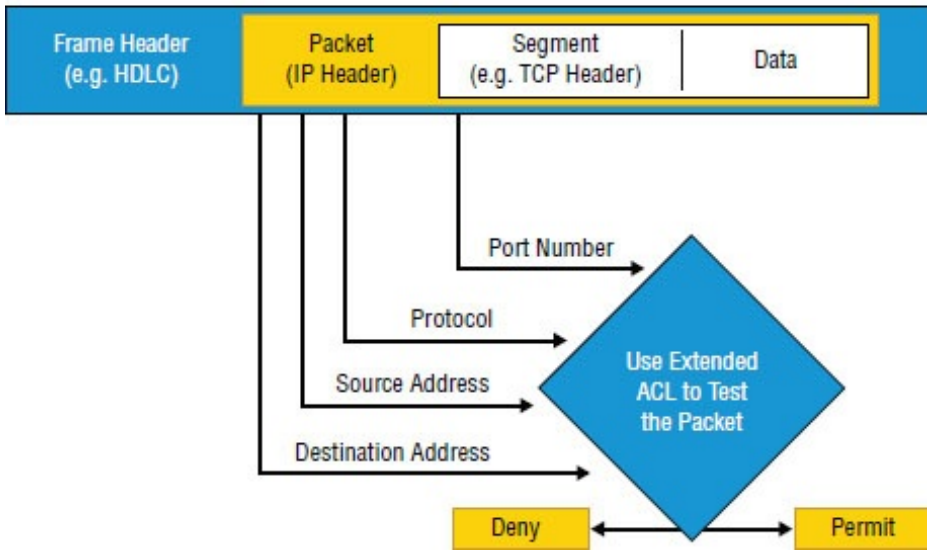 Frame Header
(e.g. HDLC)
Packet
(IP Header)
Segment
(e.g. TCP Header)
Data
Port Number
Protocol
Source Address
Destination Address
Use Extended
ACL to Test
the Packet
Deny
Permit